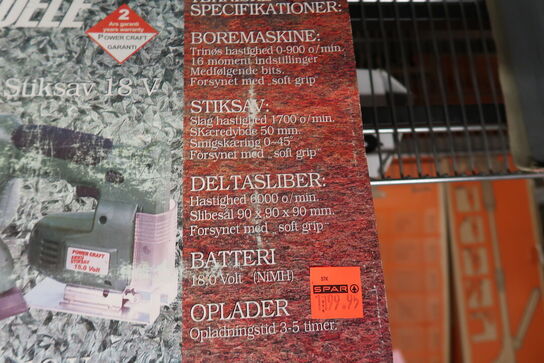 DELE
2
Års garanti
years warranty
POWER CRAFT
GARANTI
Stiksav 18 V
POWER CRAFT
STIKSAV
18.0 Volt
SPECIFIKATIONER:
BOREMASKINE:
Trinøs hastighed 0-900 o/min.
16 moment indstillinger
Medfølgende bits.
Forsynet med „soft grip"
STIKSAV:
Slag hastighed 1700 o/min.
SKæredybde 50 mm.
Smigskæring 0-45°
Forsynet med „soft grip"
DELTASLIBER:
Hastighed 6000 o/min.
Slibesål 90 x 90 x 90 mm.
Forsynet med „soft grip"
BATTERI
18.0 Volt (NiMH)
OPLADER
Opladningstid 3-5 timer.
SPAR